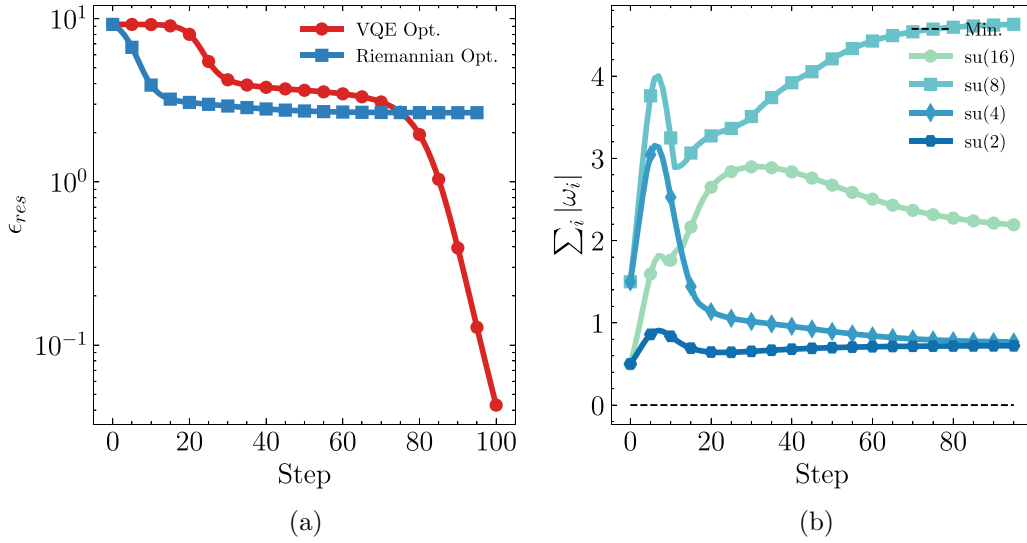 10^1
10^0
10^{-1}
ϵ_{res}
VQE Opt.
Riemannian Opt.
0 20 40 60 80 100
Step
(a)
4
3
2
1
0
∑_i |ω_i|
Min.
su(16)
su(8)
su(4)
su(2)
0 20 40 60 80
Step
(b)